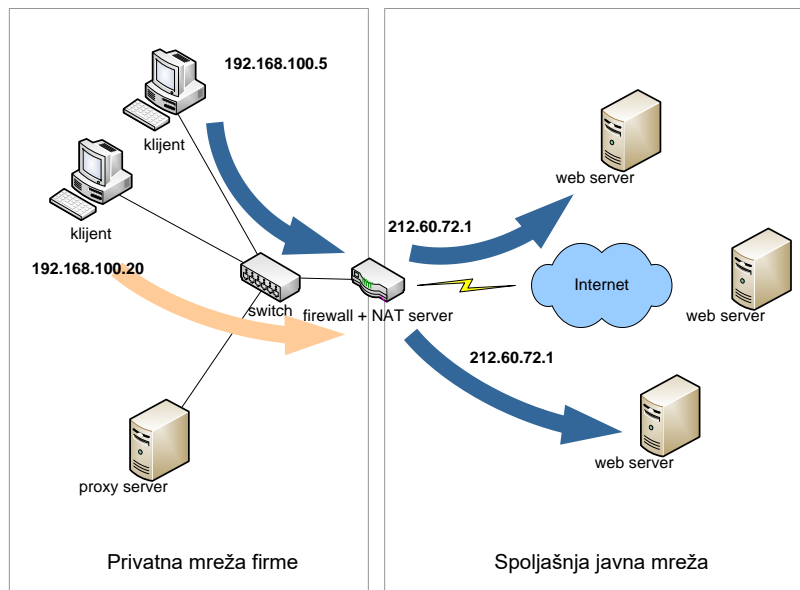 192.168.100.5
klijent
klijent
192.168.100.20
switch
firewall + NAT server
proxy server
Privatna mreža firme
web server
212.60.72.1
Internet
web server
212.60.72.1
web server
Spoljašnja javna mreža